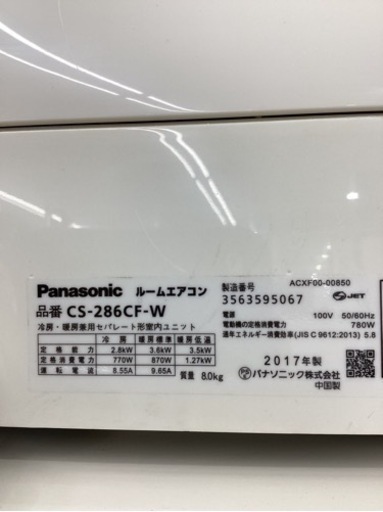 ACXF00-00850
Panasonic ルームエアコン
製造番号 3563595067
JET
品番 CS-286CF-W
冷房・暖房兼用セパレート形室内ユニット
電源 100V 50/60Hz
電動機の定格消費電力 780W
通年エネルギー消費効率(JIS C 9612:2013) 5.8
冷房 暖房標準 暖房低温
定格能力 2.8kW 3.6kW 3.5kW
定格消費電力 770W 870W 1.27kW
運転電流 8.55A 9.65A
質量 8.0kg
2017年製
パナソニック株式会社
中国製